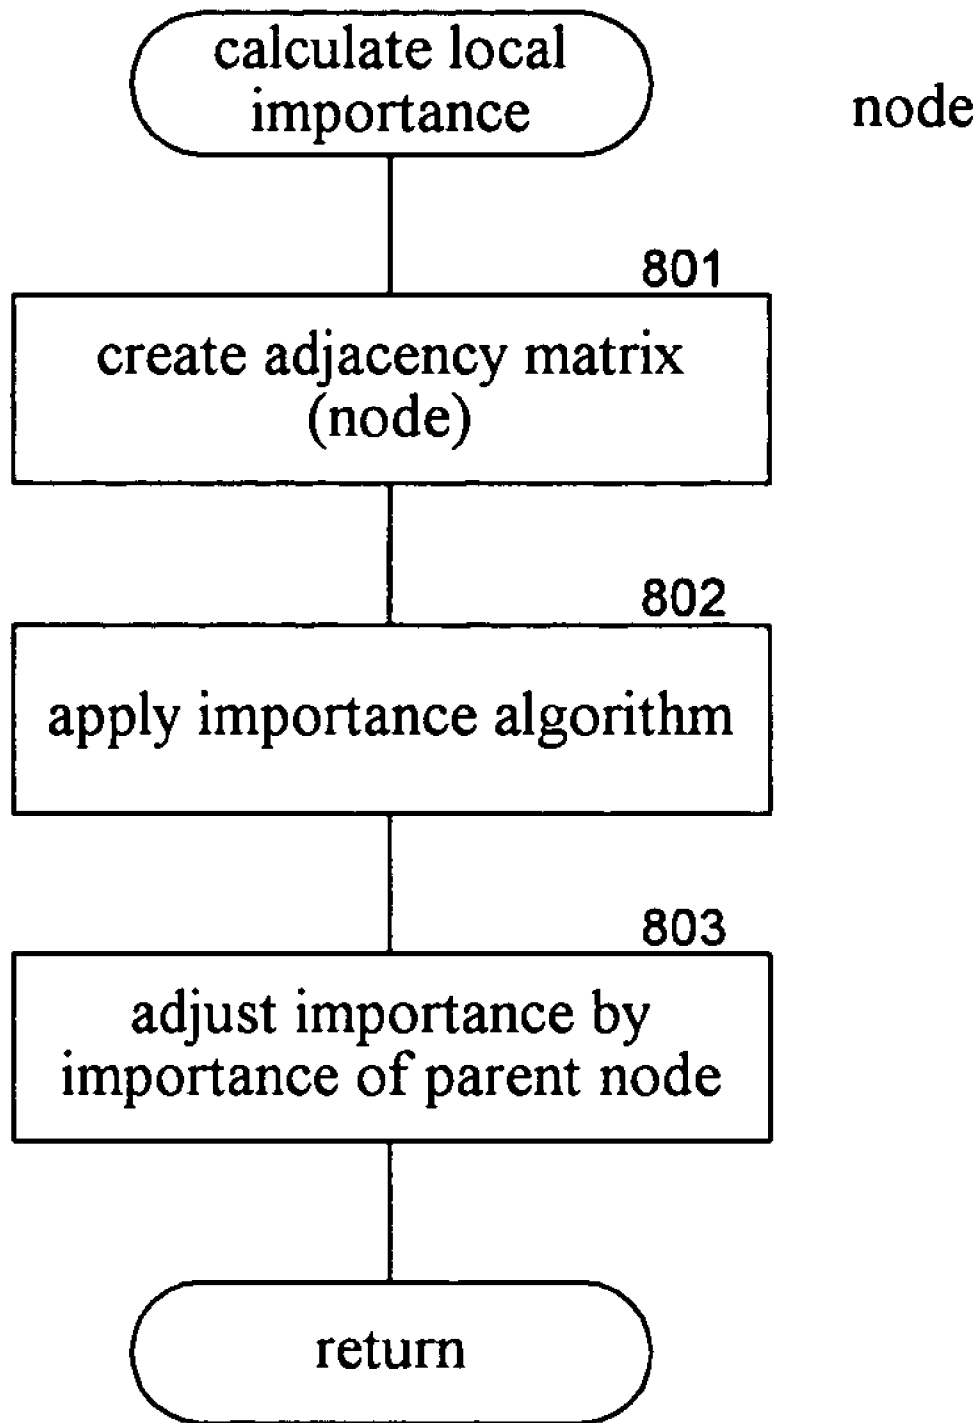 calculate local
importance
node
801
create adjacency matrix
(node)
802
apply importance algorithm
803
adjust importance by
importance of parent node
return